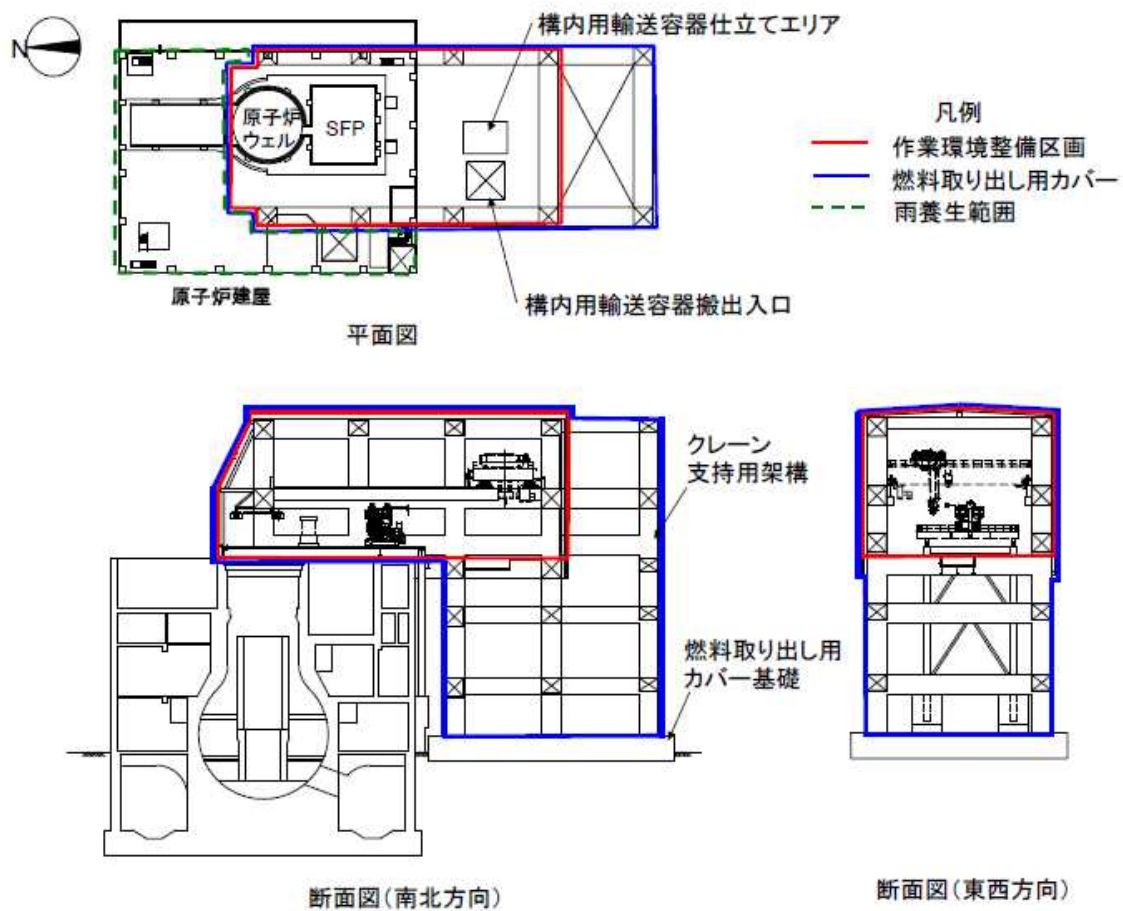 N
構内用輸送容器仕立てエリア
原子炉
ウェル
SFP
凡例
作業環境整備区画
燃料取り出し用カバー
雨養生範囲
原子炉建屋
構内用輸送容器搬出入口
平面図
クレーン
支持用架構
燃料取り出し用
カバー基礎
断面図(南北方向)
断面図(東西方向)